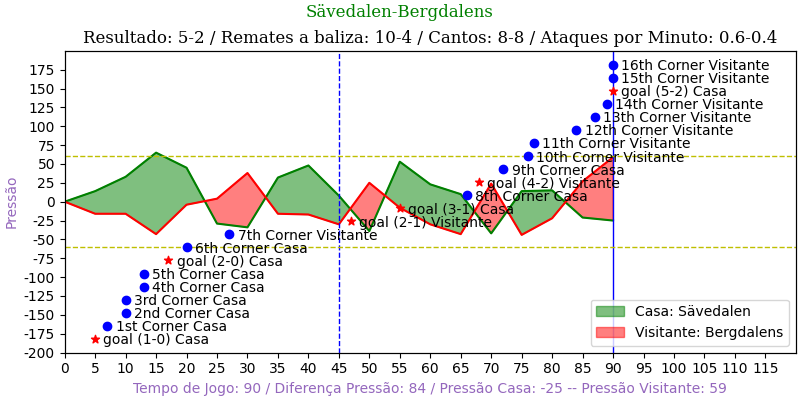 Sävedalen-Bergdalens
Resultado: 5-2 / Remates a baliza: 10-4 / Cantos: 8-8 / Ataques por Minuto: 0.6-0.4
175
150
125
100
75
50
25
0
-25
-50
-75
-100
-125
-150
-175
-200
Pressão
16th Corner Visitante
15th Corner Visitante
goal (5-2) Casa
14th Corner Visitante
13th Corner Visitante
12th Corner Visitante
11th Corner Visitante
10th Corner Visitante
9th Corner Casa
goal (4-2) Visitante
8th Corner Casa
goal (3-1) Casa
goal (2-1) Visitante
7th Corner Visitante
6th Corner Casa
goal (2-0) Casa
5th Corner Casa
4th Corner Casa
3rd Corner Casa
2nd Corner Casa
1st Corner Casa
goal (1-0) Casa
Casa: Sävedalen
Visitante: Bergdalens
0 5 10 15 20 25 30 35 40 45 50 55 60 65 70 75 80 85 90 95 100 105 110 115
Tempo de Jogo: 90 / Diferença Pressão: 84 / Pressão Casa: -25 -- Pressão Visitante: 59